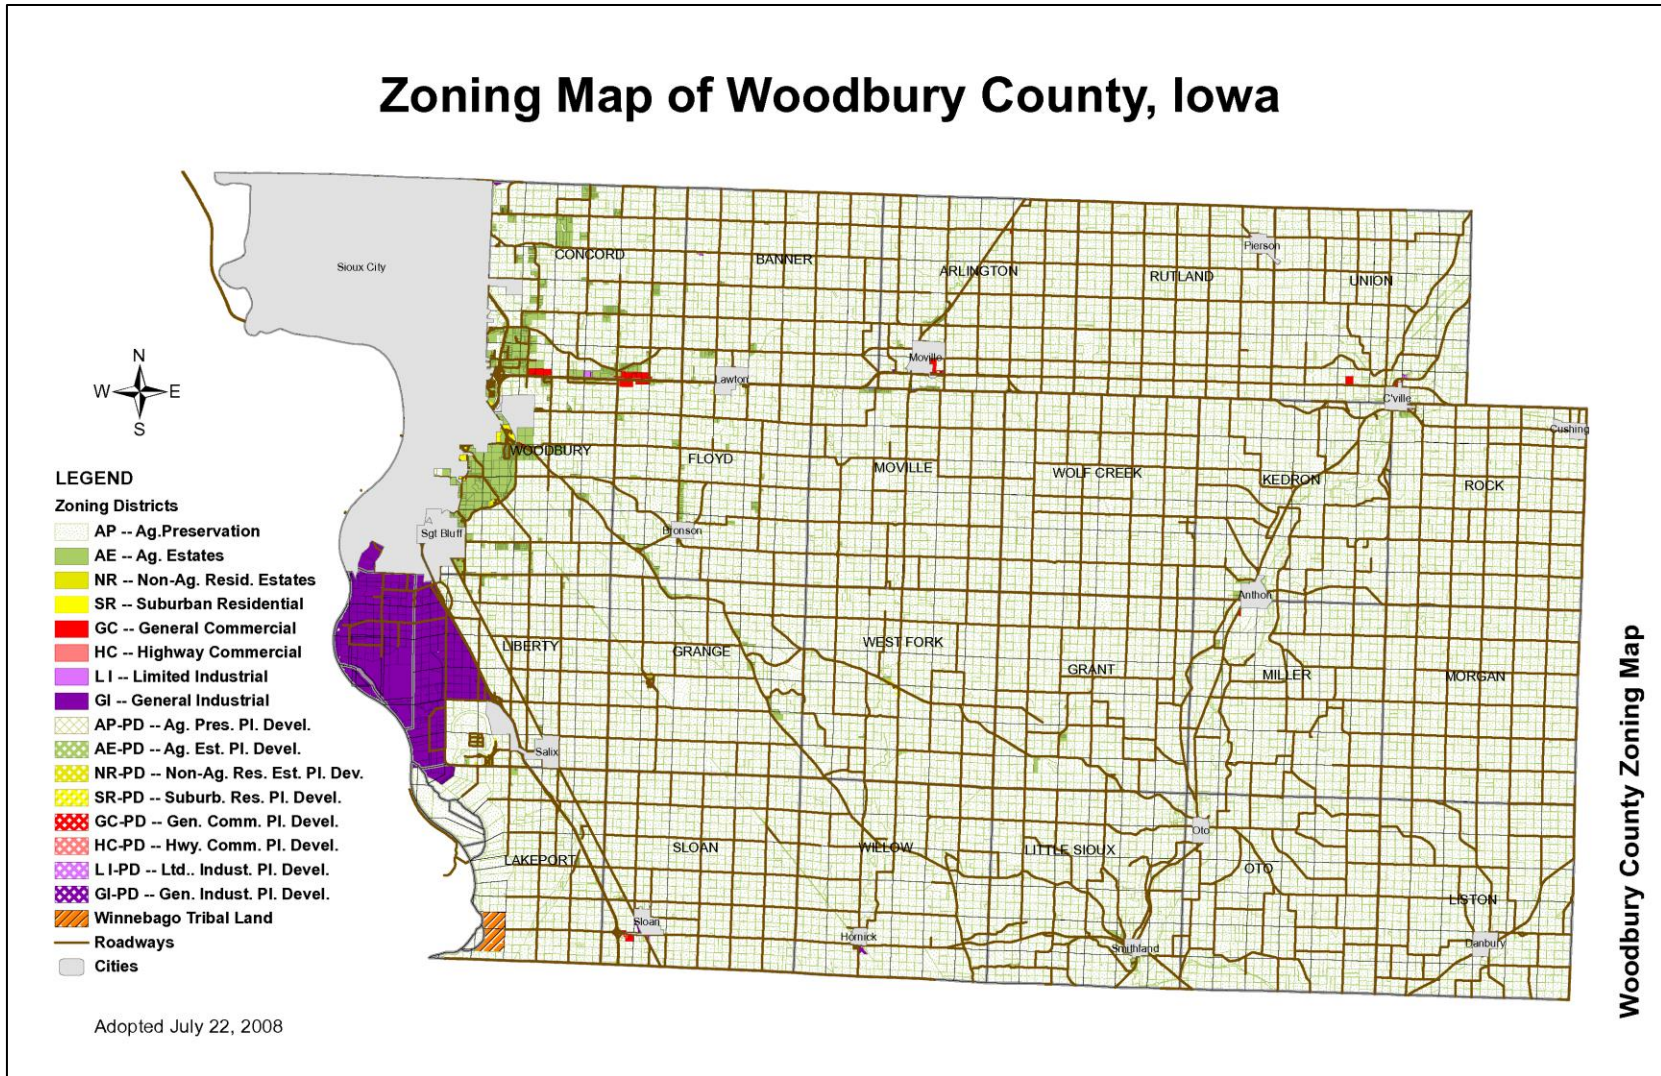 Zoning Map of Woodbury County, Iowa
Sioux City
CONCORD
BANNER
ARLINGTON
RUTLAND
Pierson
UNION
N
W E
S
Moville
Lawton
C'ville
Cushing
WOODBURY
FLOYD
MOVILLE
WOLF CREEK
KEDRON
ROCK
Sgt Bluff
Bronson
Anthon
LIBERTY
GRANGE
WEST FORK
GRANT
MILLER
MORGAN
Salix
LAKEPORT
SLOAN
WILLOW
LITTLE SIOUX
Oto
OTO
LISTON
Sloan
Hornick
Smithland
Danbury
LEGEND
Zoning Districts
AP -- Ag.Preservation
AE -- Ag. Estates
NR -- Non-Ag. Resid. Estates
SR -- Suburban Residential
GC -- General Commercial
HC -- Highway Commercial
L I -- Limited Industrial
GI -- General Industrial
AP-PD -- Ag. Pres. Pl. Devel.
AE-PD -- Ag. Est. Pl. Devel.
NR-PD -- Non-Ag. Res. Est. Pl. Dev.
SR-PD -- Suburb. Res. Pl. Devel.
GC-PD -- Gen. Comm. Pl. Devel.
HC-PD -- Hwy. Comm. Pl. Devel.
L I-PD -- Ltd.. Indust. Pl. Devel.
GI-PD -- Gen. Indust. Pl. Devel.
Winnebago Tribal Land
Roadways
Cities
Adopted July 22, 2008
Woodbury County Zoning Map